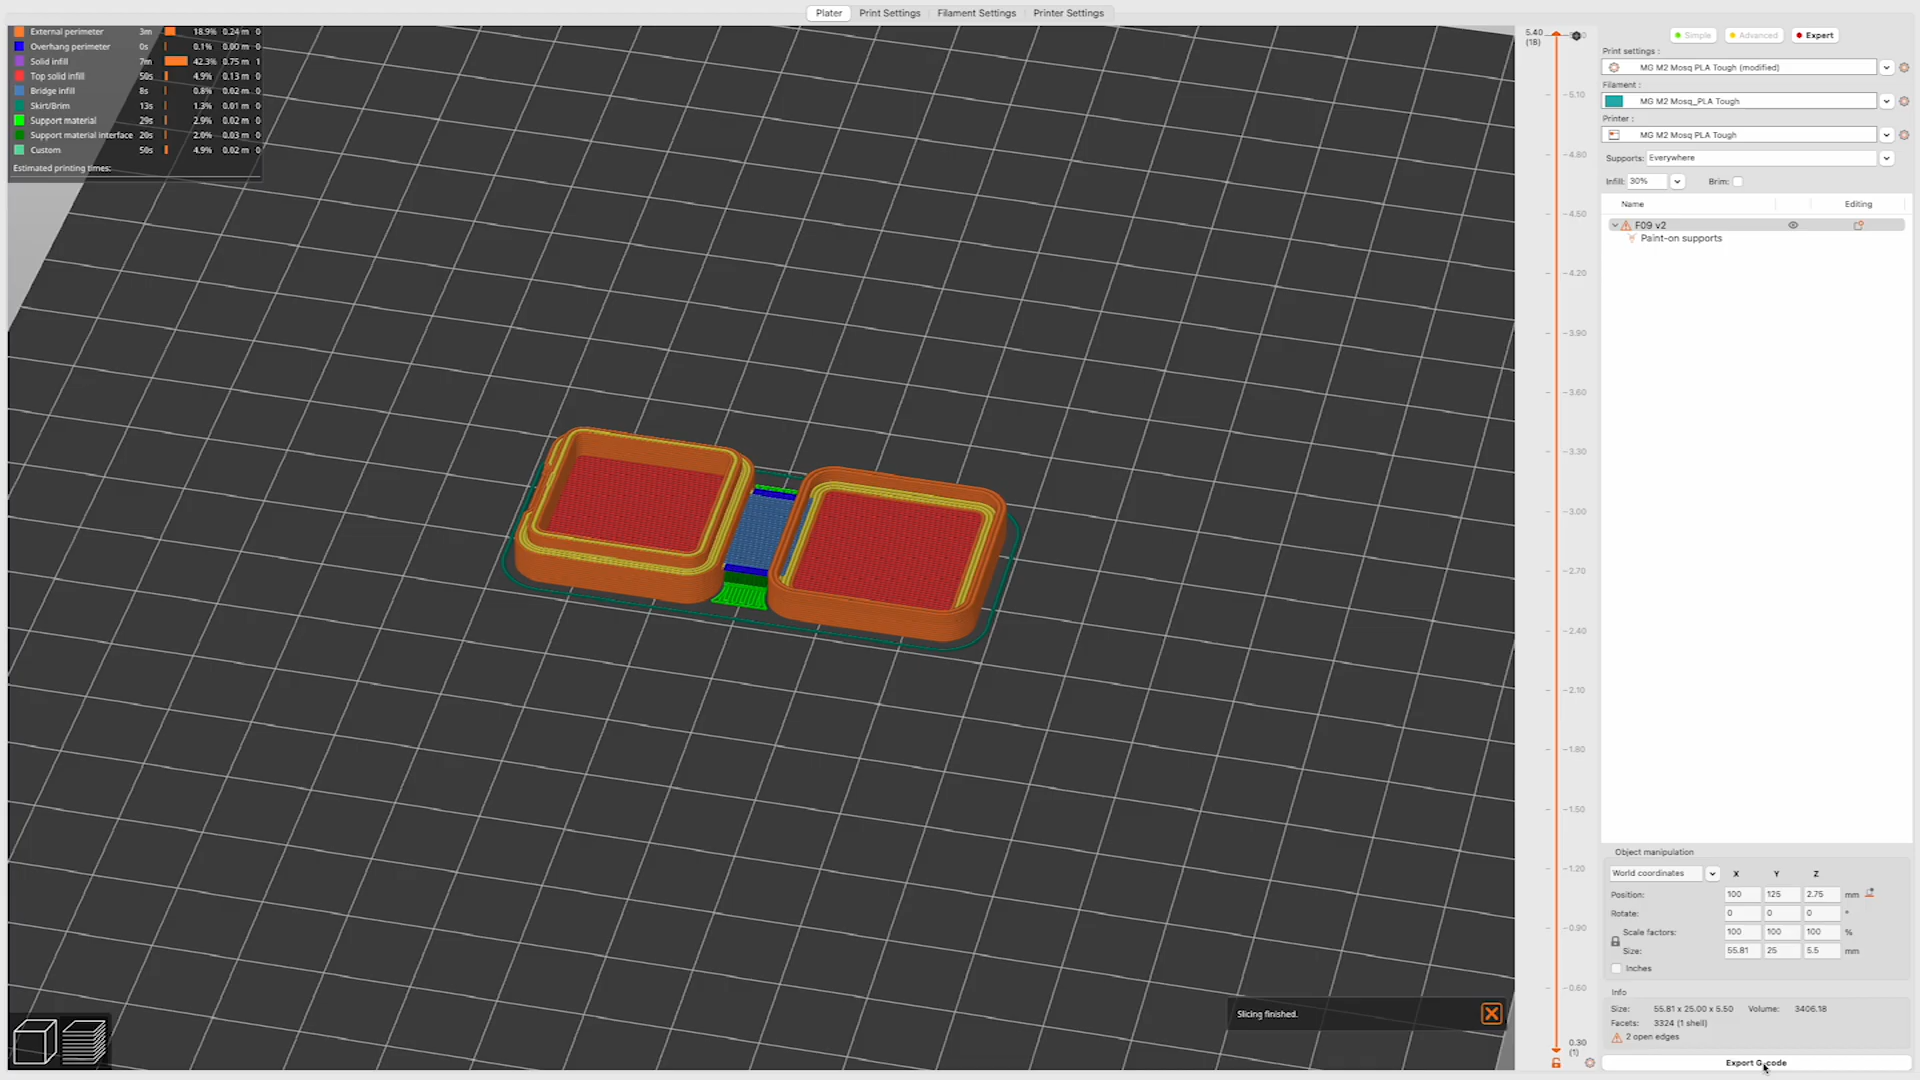 Plater Print Settings Filament Settings Printer Settings
External perimeter 3m 18.9% 0.24 m 0
Overhang perimeter 0s 0.1% 0.00 m 0
Solid infill 7m 42.3% 0.75 m 1
Top solid infill 50s 4.9% 0.13 m 0
Bridge infill 8s 0.8% 0.02 m 0
Skirt/Brim 13s 1.3% 0.01 m 0
Support material 29s 2.9% 0.02 m 0
Support material interface 20s 2.0% 0.03 m 0
Custom 50s 4.9% 0.02 m 0
Estimated printing times:
5.40
(18)
5.10
4.80
4.50
4.20
3.90
3.60
3.30
3.00
2.70
2.40
2.10
1.80
1.50
1.20
0.90
0.60
0.30
(1)
Simple Advanced Expert
Print settings :
MG M2 Mosq PLA Tough (modified)
Filament :
MG M2 Mosq_PLA Tough
Printer :
MG M2 Mosq PLA Tough
Supports: Everywhere
Infill: 30% Brim:
Name Editing
F09 v2
Paint-on supports
Object manipulation
World coordinates X Y Z
Position: 100 125 2.75 mm
Rotate: 0 0 0 °
Scale factors: 100 100 100 %
Size: 55.81 25 5.5 mm
Inches
Info
Size: 55.81 x 25.00 x 5.50 Volume: 3406.18
Facets: 3324 (1 shell)
2 open edges
Slicing finished.
Export G-code